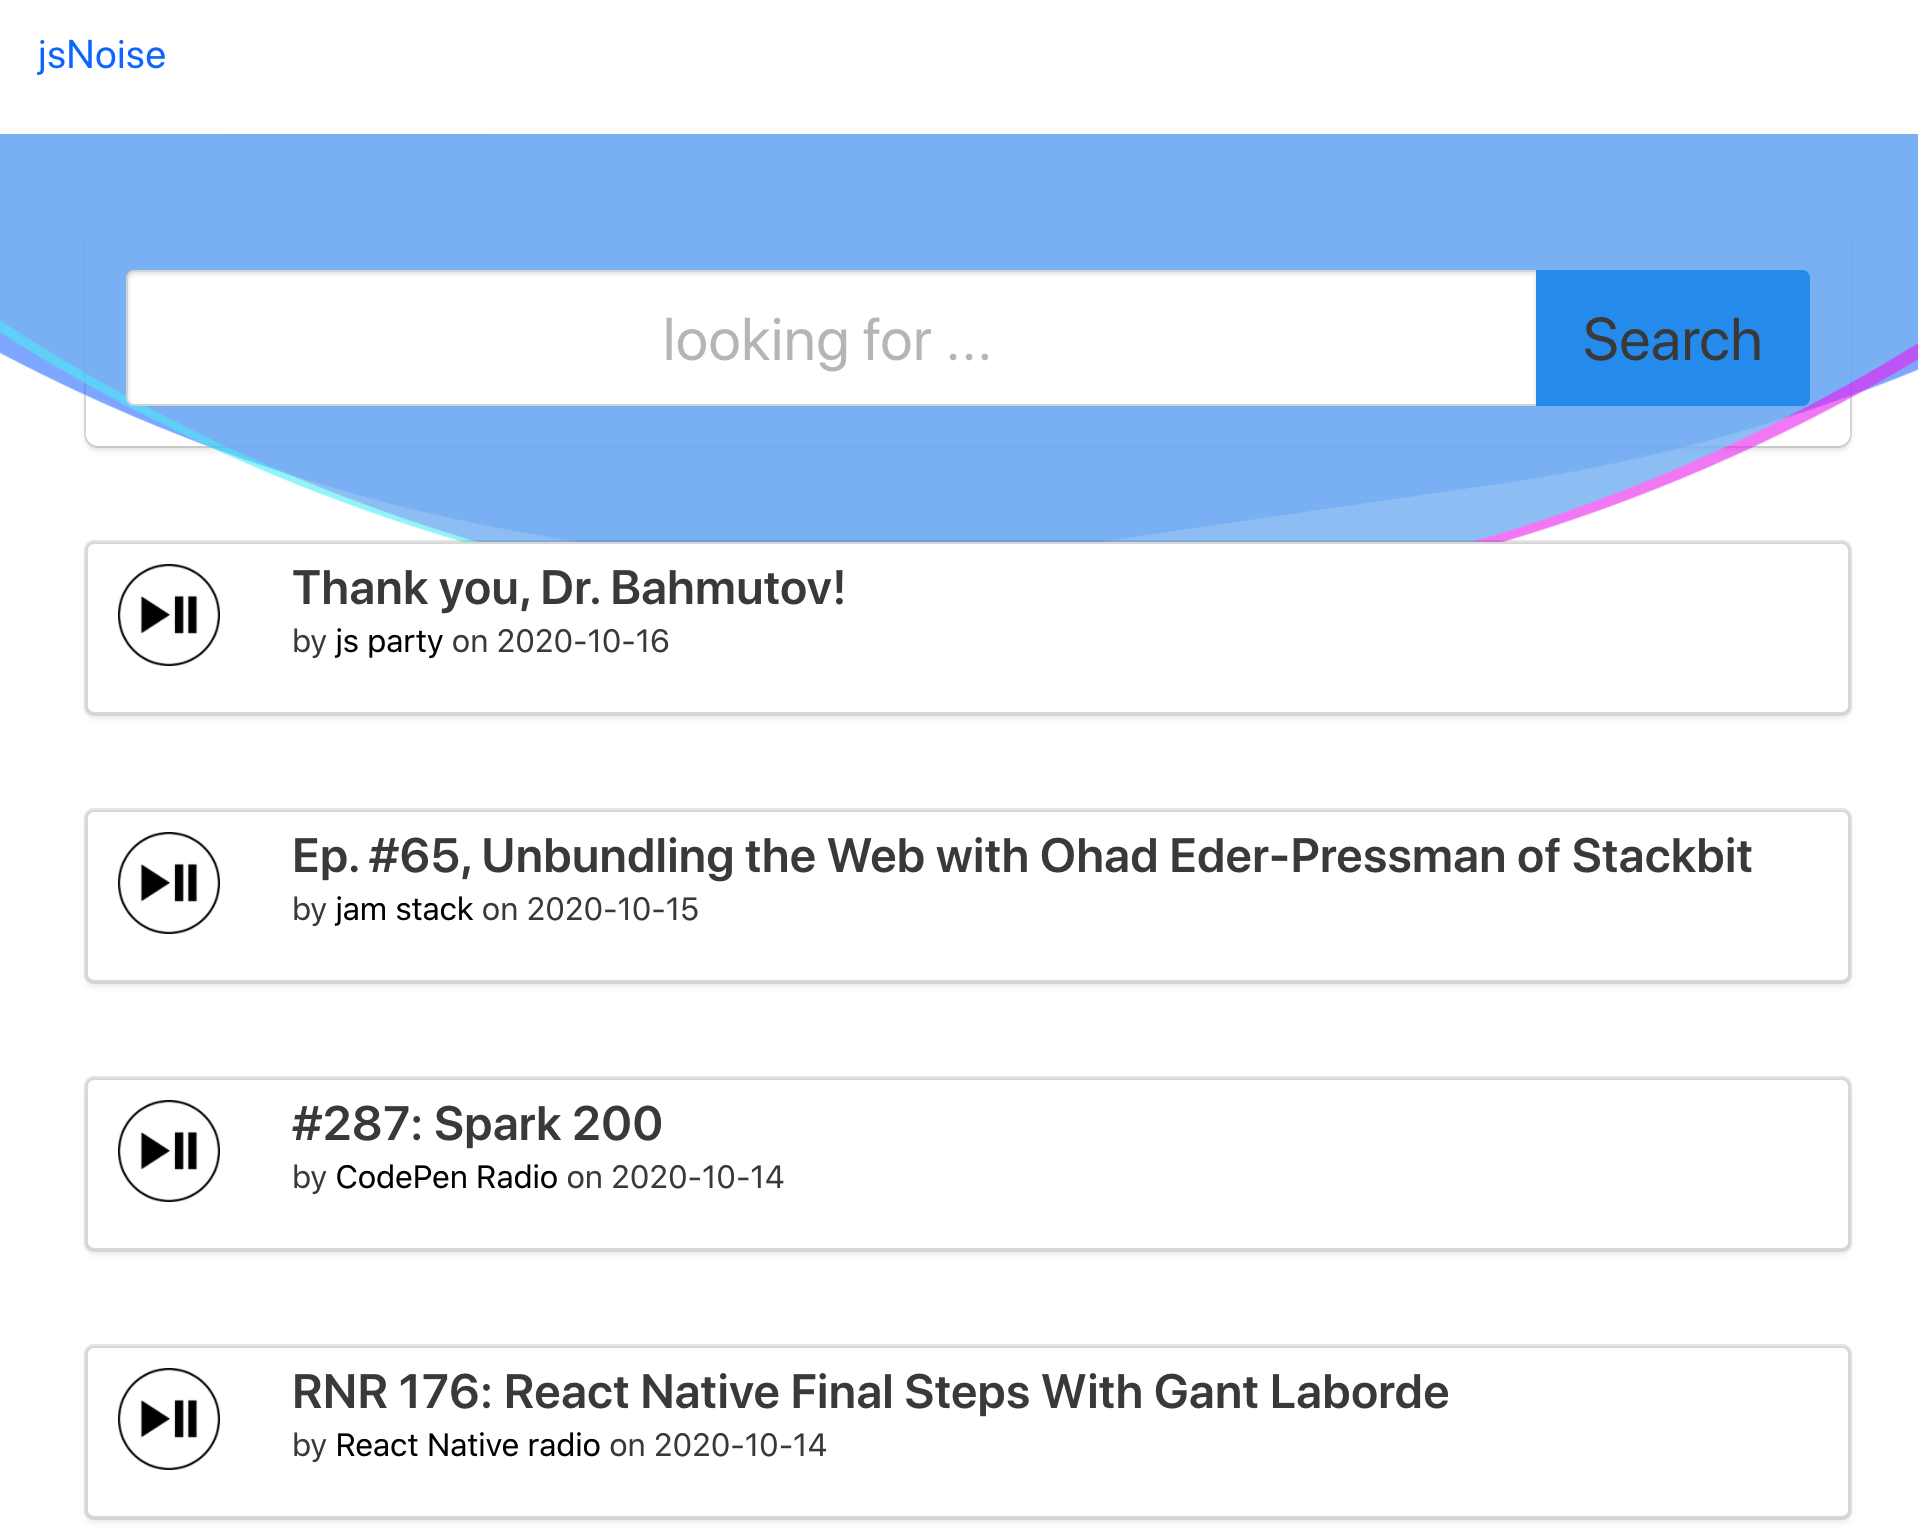 jsNoise
looking for ...
Search
Thank you, Dr. Bahmutov!
by js party on 2020-10-16
Ep. #65, Unbundling the Web with Ohad Eder-Pressman of Stackbit
by jam stack on 2020-10-15
#287: Spark 200
by CodePen Radio on 2020-10-14
RNR 176: React Native Final Steps With Gant Laborde
by React Native radio on 2020-10-14